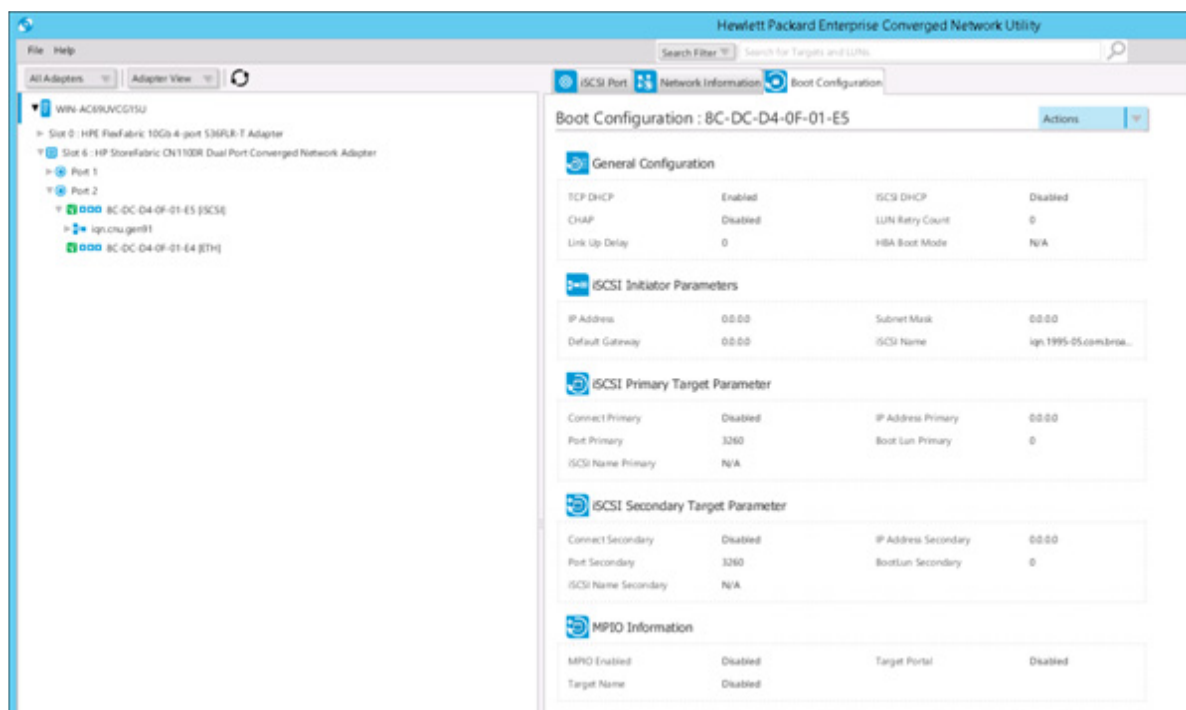 Hewlett Packard Enterprise Converged Network Utility
File Help
Search Filter Search for Targets and LUNs
All Adapters Adapter View
iSCSI Port Network Information Boot Configuration
WIN-AC69UVCG15U
Slot 0 : HPE FlexFabric 10Gb 4-port 536FLR-T Adapter
Slot 6 : HP StoreFabric CN1100R Dual Port Converged Network Adapter
Port 1
Port 2
8C-DC-D4-0F-01-E5 [ISCSI]
iqn.cnu.gen91
8C-DC-D4-0F-01-E4 [ETH]
Boot Configuration : 8C-DC-D4-0F-01-E5 Actions
General Configuration
TCP DHCP Enabled ISCSI DHCP Disabled
CHAP Disabled LUN Retry Count 0
Link Up Delay 0 HBA Boot Mode N/A
iSCSI Initiator Parameters
IP Address 0.0.0.0 Subnet Mask 0.0.0.0
Default Gateway 0.0.0.0 iSCSI Name iqn.1995-05.com.broa...
iSCSI Primary Target Parameter
Connect Primary Disabled IP Address Primary 0.0.0.0
Port Primary 3260 Boot Lun Primary 0
iSCSI Name Primary N/A
iSCSI Secondary Target Parameter
Connect Secondary Disabled IP Address Secondary 0.0.0.0
Port Secondary 3260 BootLun Secondary 0
iSCSI Name Secondary N/A
MPIO Information
MPIO Enabled Disabled Target Portal Disabled
Target Name Disabled